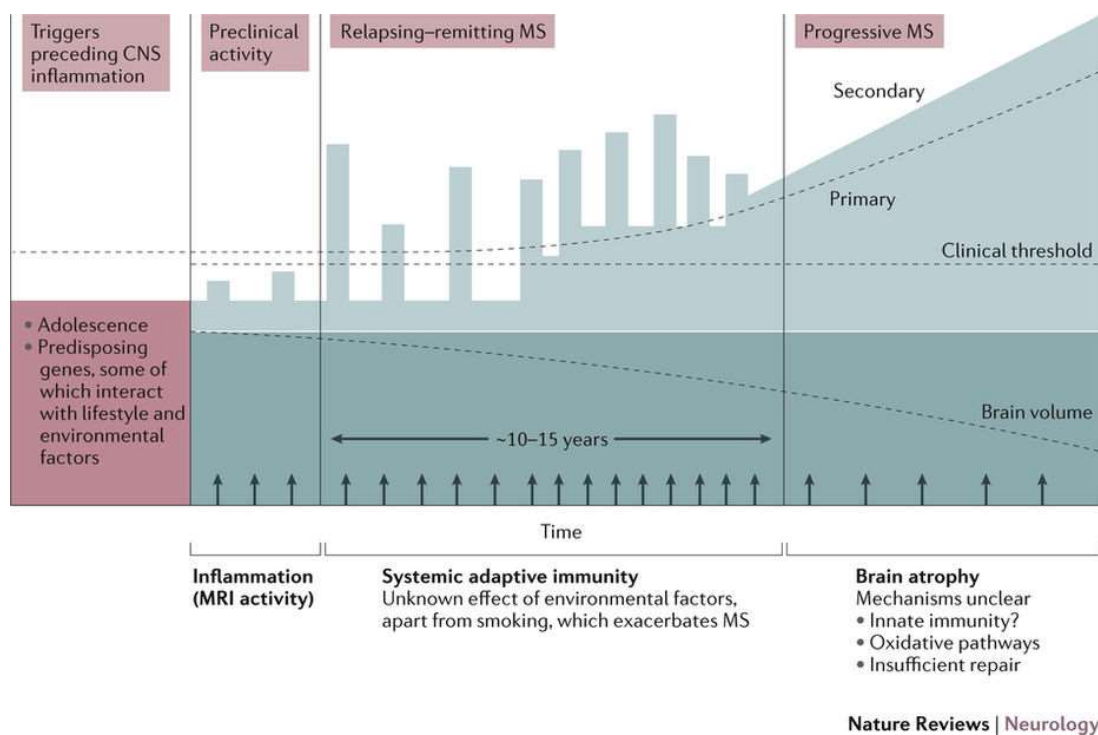 Triggers
preceding CNS
inflammation
Preclinical
activity
Relapsing–remitting MS
Progressive MS
Secondary
Primary
Clinical threshold
• Adolescence
• Predisposing
genes, some of
which interact
with lifestyle and
environmental
factors
Brain volume
~10–15 years
Time
Inflammation
(MRI activity)
Systemic adaptive immunity
Unknown effect of environmental factors,
apart from smoking, which exacerbates MS
Brain atrophy
Mechanisms unclear
• Innate immunity?
• Oxidative pathways
• Insufficient repair
Nature Reviews | Neurology